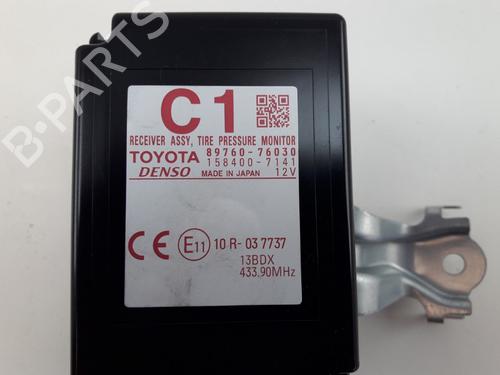 C1
RECEIVER ASSY, TIRE PRESSURE MONITOR
TOYOTA 89760-76030
158400-7141
DENSO MADE IN JAPAN 12V
CE E11 10 R-03 7737
13BDX
433.90MHz
B-PARTS